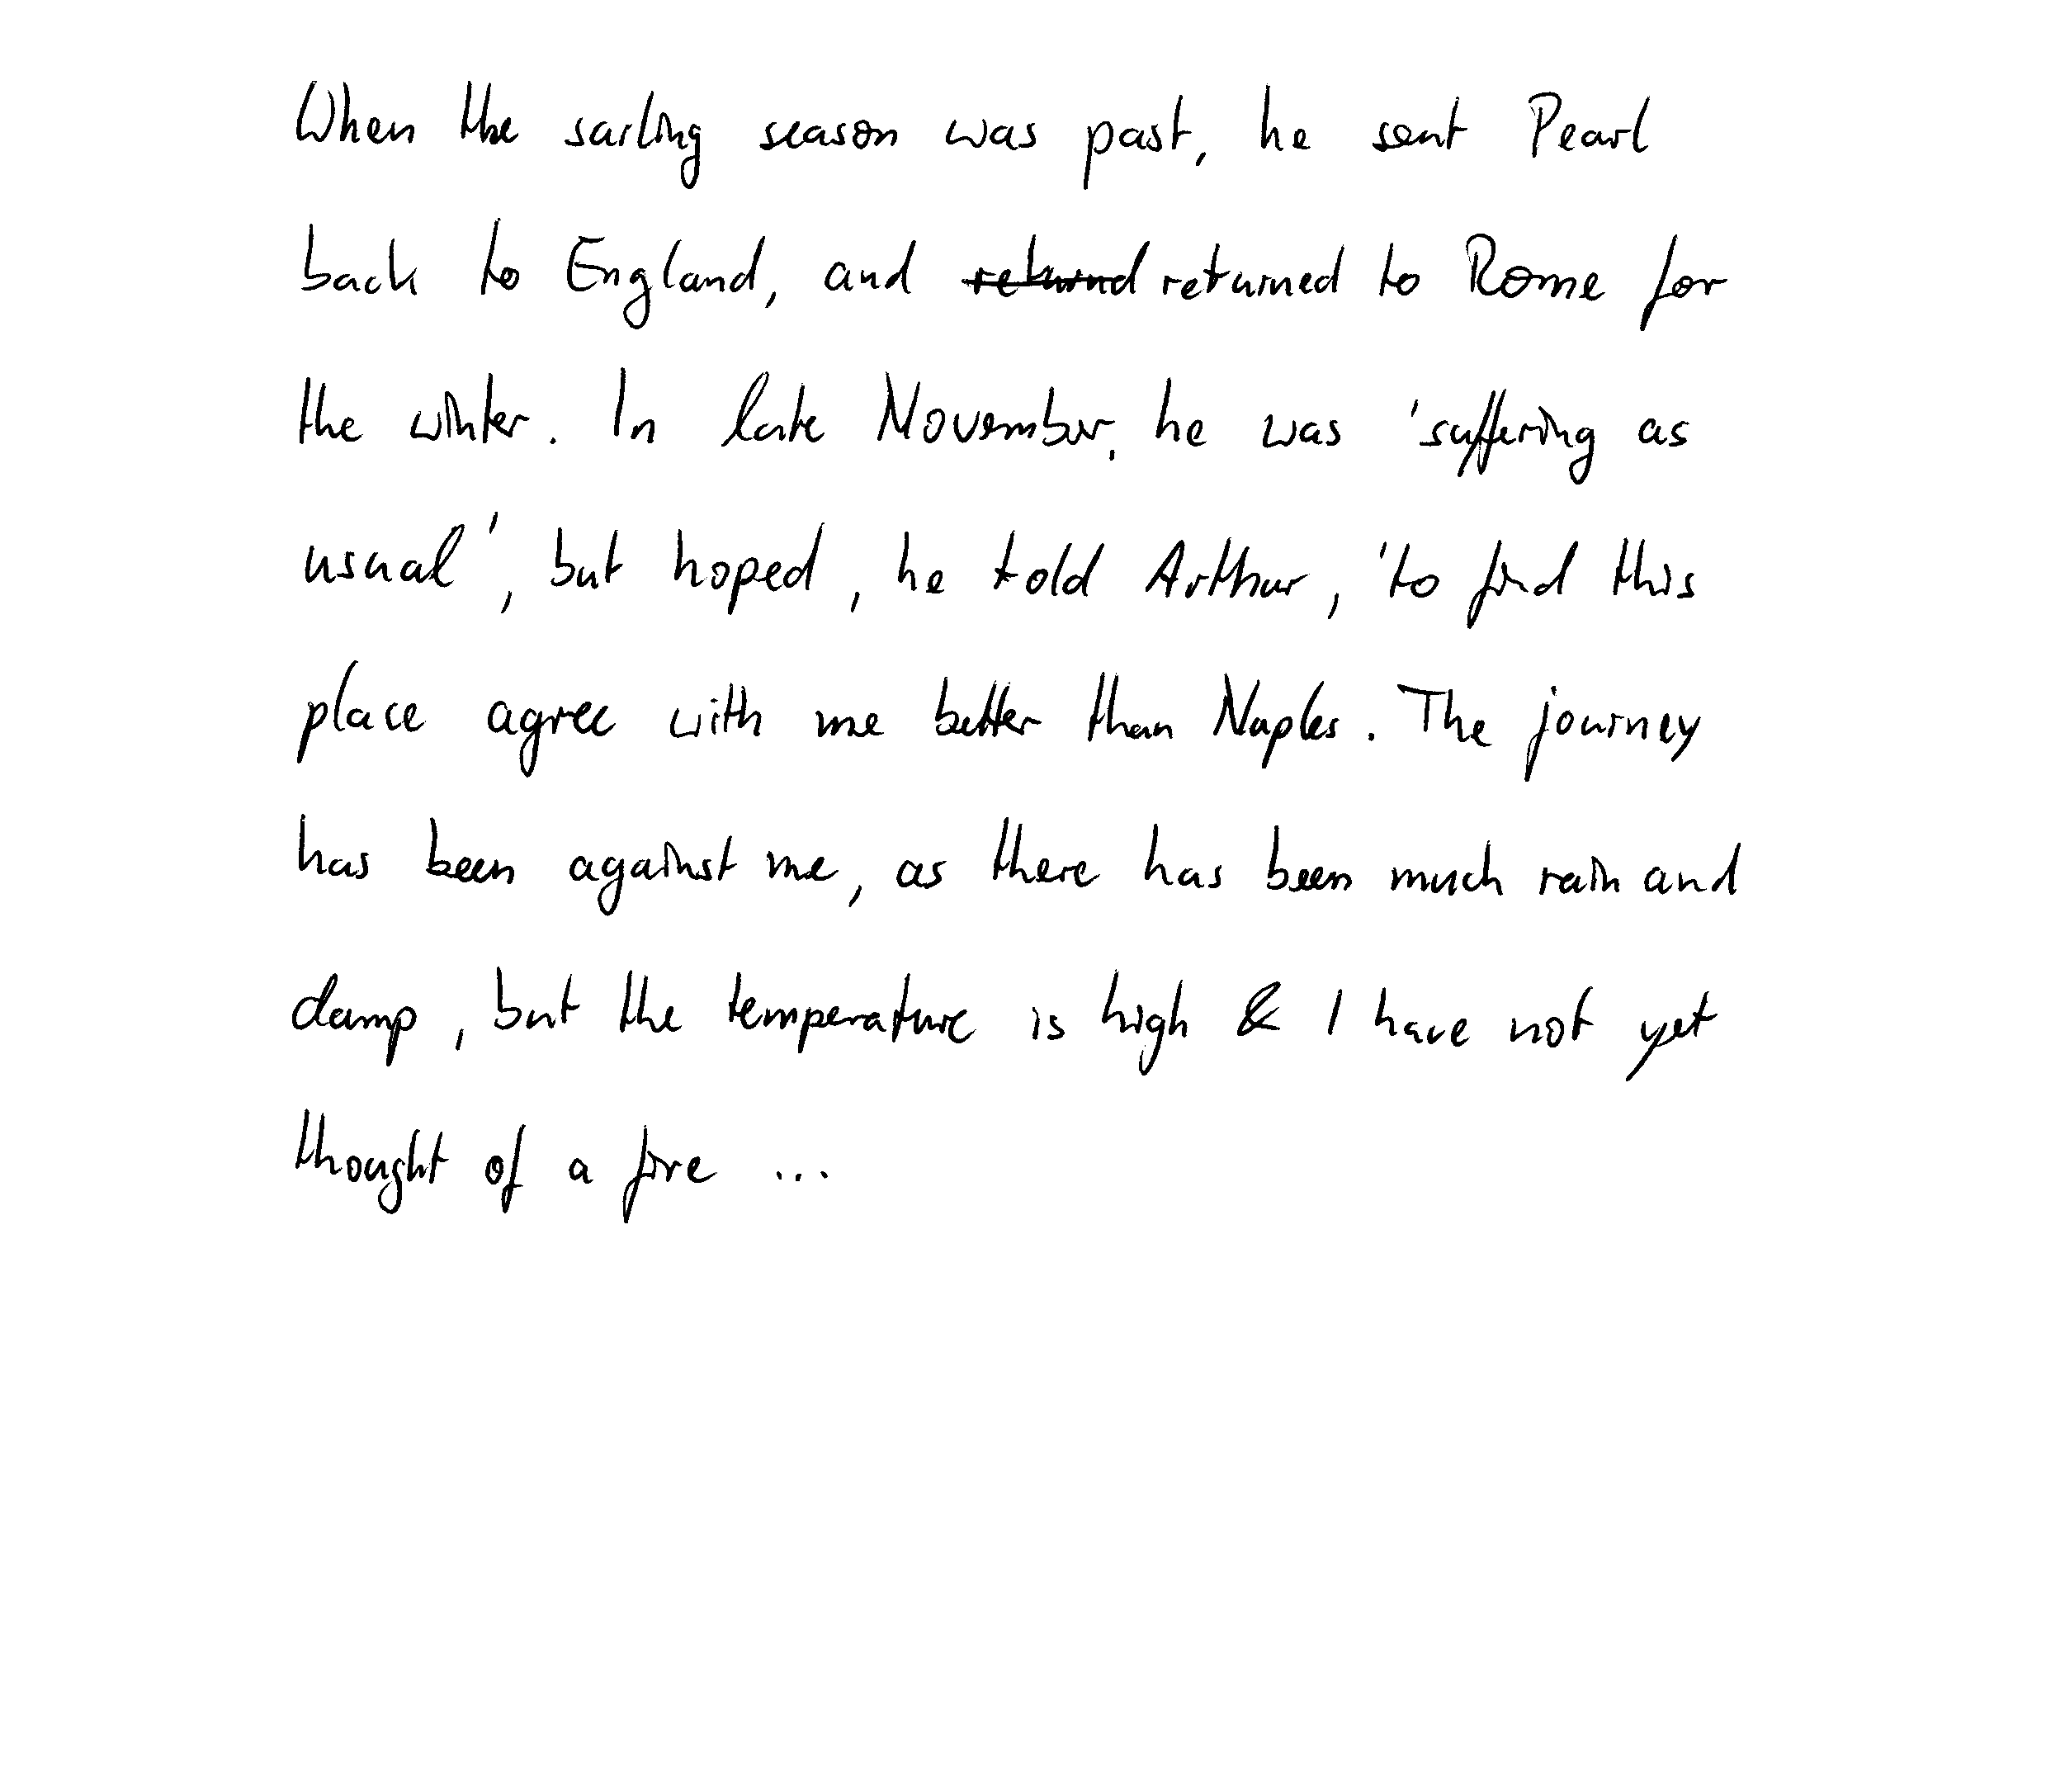 When the sailing season was past, he sent Pearl
back to England, and returnd returned to Rome for
the winter. In late November, he was 'suffering as
usual', but hoped, he told Arthur, 'to find this
place agree with me better than Naples. The journey
has been against me, as there has been much rain and
damp, but the temperature is high & I have not yet
thought of a fire ...